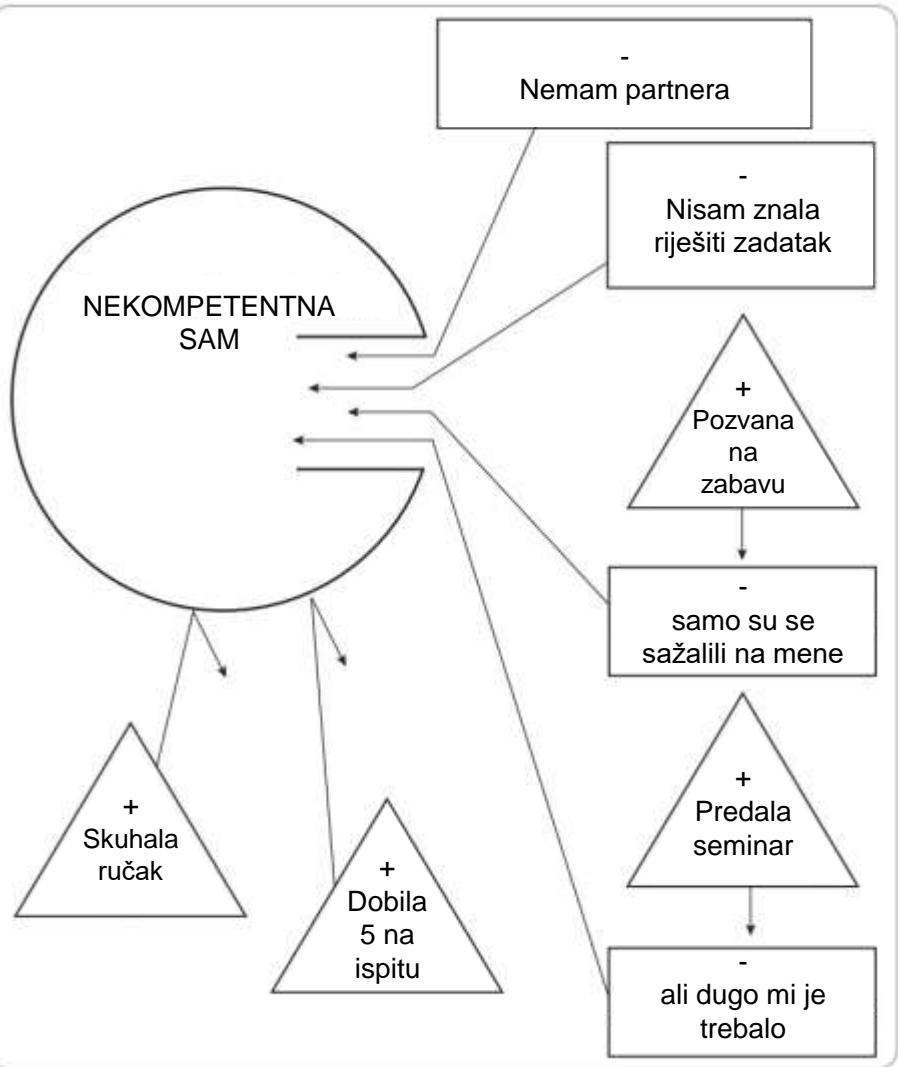 -
Nemam partnera
-
Nisam znala
riješiti zadatak
NEKOMPETENTNA
SAM
+
Pozvana
na
zabavu
-
samo su se
sažalili na mene
+
Predala
seminar
+
Skuhala
ručak
+
Dobila
5 na
ispitu
-
ali dugo mi je
trebalo